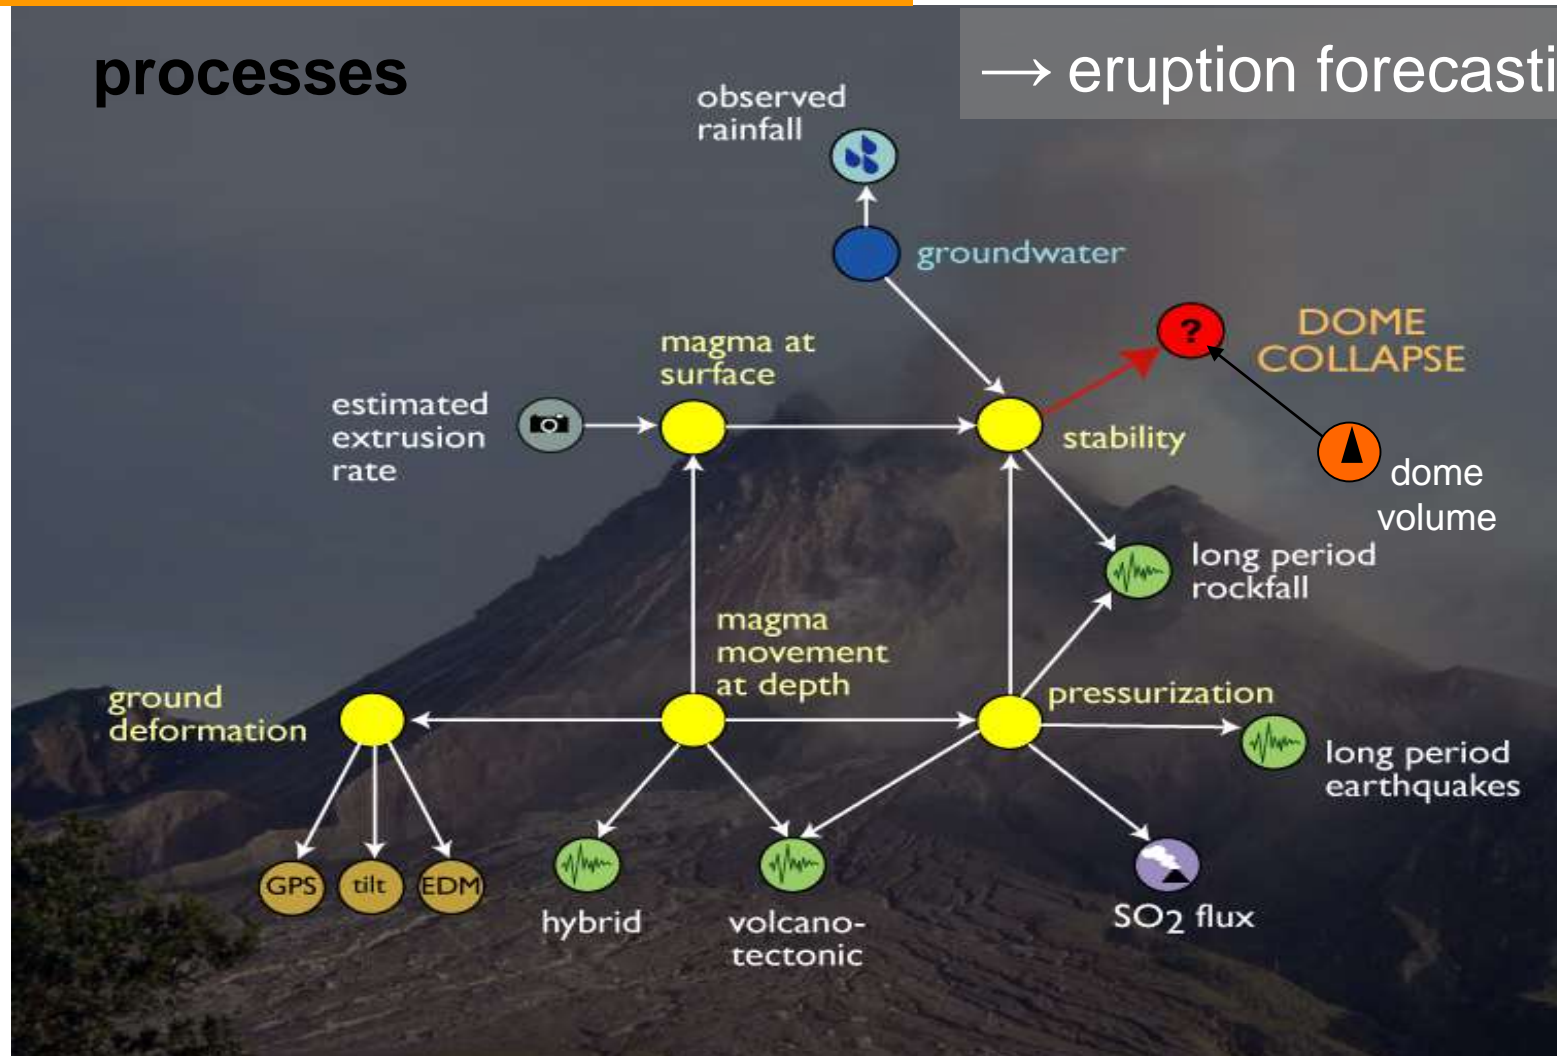 processes
→ eruption forecasti
observed
rainfall
groundwater
?
DOME
COLLAPSE
magma at
surface
estimated
extrusion
rate
stability
dome
volume
long period
rockfall
magma
movement
at depth
ground
deformation
pressurization
long period
earthquakes
GPS
tilt
EDM
hybrid
volcano-
tectonic
SO2 flux